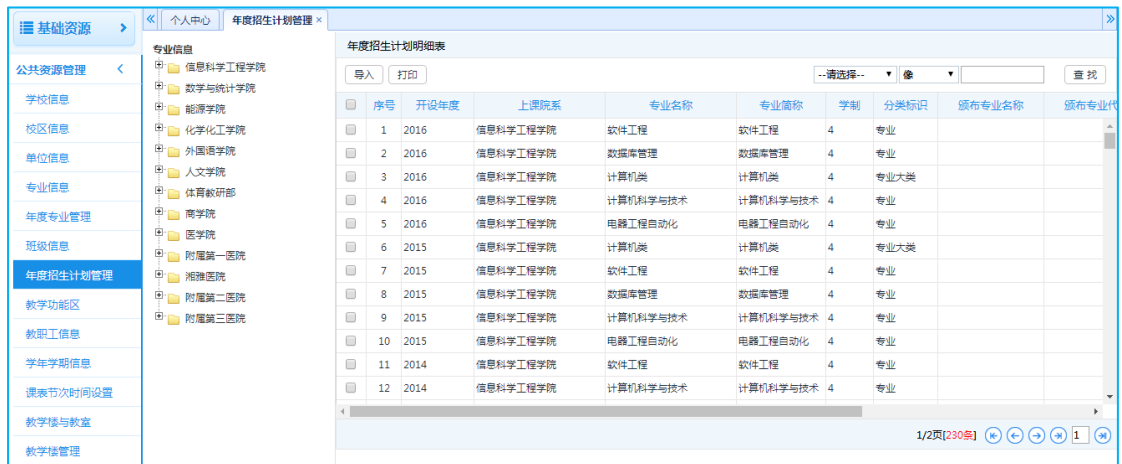 基础资源
公共资源管理
学校信息
校区信息
单位信息
专业信息
年度专业管理
班级信息
年度招生计划管理
教学功能区
教职工信息
学年学期信息
课表节次时间设置
教学楼与教室
教学楼管理
个人中心 年度招生计划管理 ×
专业信息
信息科学工程学院
数学与统计学院
能源学院
化学化工学院
外国语学院
人文学院
体育教研部
商学院
医学院
附属第一医院
湘雅医院
附属第二医院
附属第三医院
年度招生计划明细表
导入 打印 --请选择-- 像 查 找
序号 开设年度 上课院系 专业名称 专业简称 学制 分类标识 颁布专业名称 颁布专业代
1 2016 信息科学工程学院 软件工程 软件工程 4 专业
2 2016 信息科学工程学院 数据库管理 数据库管理 4 专业
3 2016 信息科学工程学院 计算机类 计算机类 4 专业大类
4 2016 信息科学工程学院 计算机科学与技术 计算机科学与技术 4 专业
5 2016 信息科学工程学院 电器工程自动化 电器工程自动化 4 专业
6 2015 信息科学工程学院 计算机类 计算机类 4 专业大类
7 2015 信息科学工程学院 软件工程 软件工程 4 专业
8 2015 信息科学工程学院 数据库管理 数据库管理 4 专业
9 2015 信息科学工程学院 计算机科学与技术 计算机科学与技术 4 专业
10 2015 信息科学工程学院 电器工程自动化 电器工程自动化 4 专业
11 2014 信息科学工程学院 软件工程 软件工程 4 专业
12 2014 信息科学工程学院 计算机科学与技术 计算机科学与技术 4 专业
1/2页[230条] 1